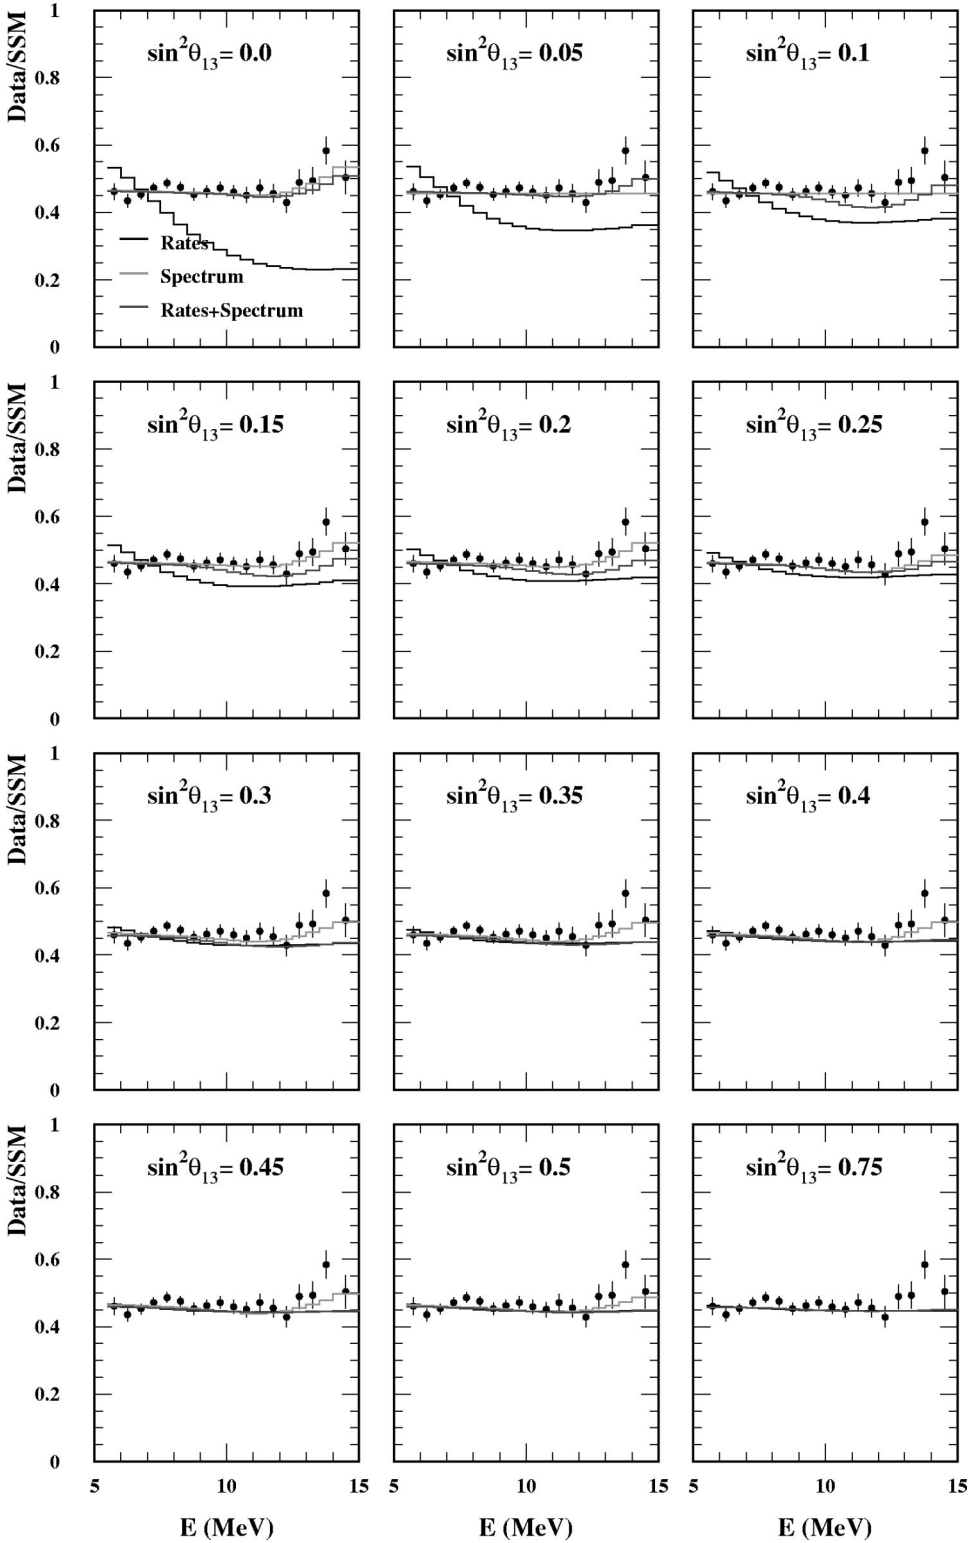 Data/SSM
1
0.8
0.6
0.4
0.2
0
sin²θ₁₃= 0.0
Rates
Spectrum
Rates+Spectrum
sin²θ₁₃= 0.05
sin²θ₁₃= 0.1
Data/SSM
1
0.8
0.6
0.4
0.2
0
sin²θ₁₃= 0.15
sin²θ₁₃= 0.2
sin²θ₁₃= 0.25
Data/SSM
1
0.8
0.6
0.4
0.2
0
sin²θ₁₃= 0.3
sin²θ₁₃= 0.35
sin²θ₁₃= 0.4
Data/SSM
1
0.8
0.6
0.4
0.2
0
sin²θ₁₃= 0.45
sin²θ₁₃= 0.5
sin²θ₁₃= 0.75
5 10 15 5 10 15 5 10 15
E (MeV) E (MeV) E (MeV)